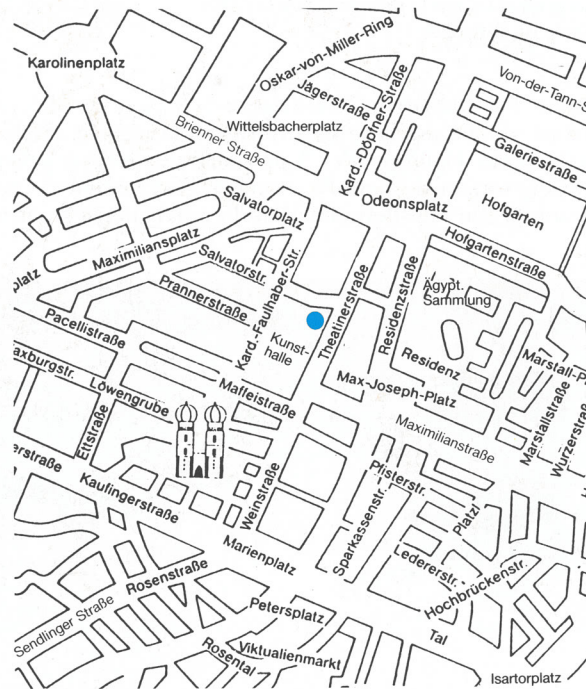 Karolinenplatz
Oskar-von-Miller-Ring
Jägerstraße
Von-der-Tann-S
Brienner Straße
Wittelsbacherplatz
Kard.-Döpfner-Straße
Galeriestraße
Salvatorplatz
Odeonsplatz
Hofgarten
Maximiliansplatz
Hofgartenstraße
platz
Salvatorstr.
Kard.-Faulhaber-Str.
Theatinerstraße
Residenzstraße
Ägypt.
Sammlung
Prannerstraße
Pacellistraße
Kunst-
halle
Residenz
Marstall-P
axburgstr.
Löwengrube
Maffeistraße
Max-Joseph-Platz
Marstallstraße
Wurzerstraß
Ettstraße
Maximilianstraße
erstraße
Kaufingerstraße
Weinstraße
Pfisterstr.
Sparkassenstr.
Platzl
Marienplatz
Ledererstr.
Hochbrückenstr.
Rosenstraße
Sendlinger Straße
Petersplatz
Tal
Rosental
Viktualienmarkt
Isartorplatz